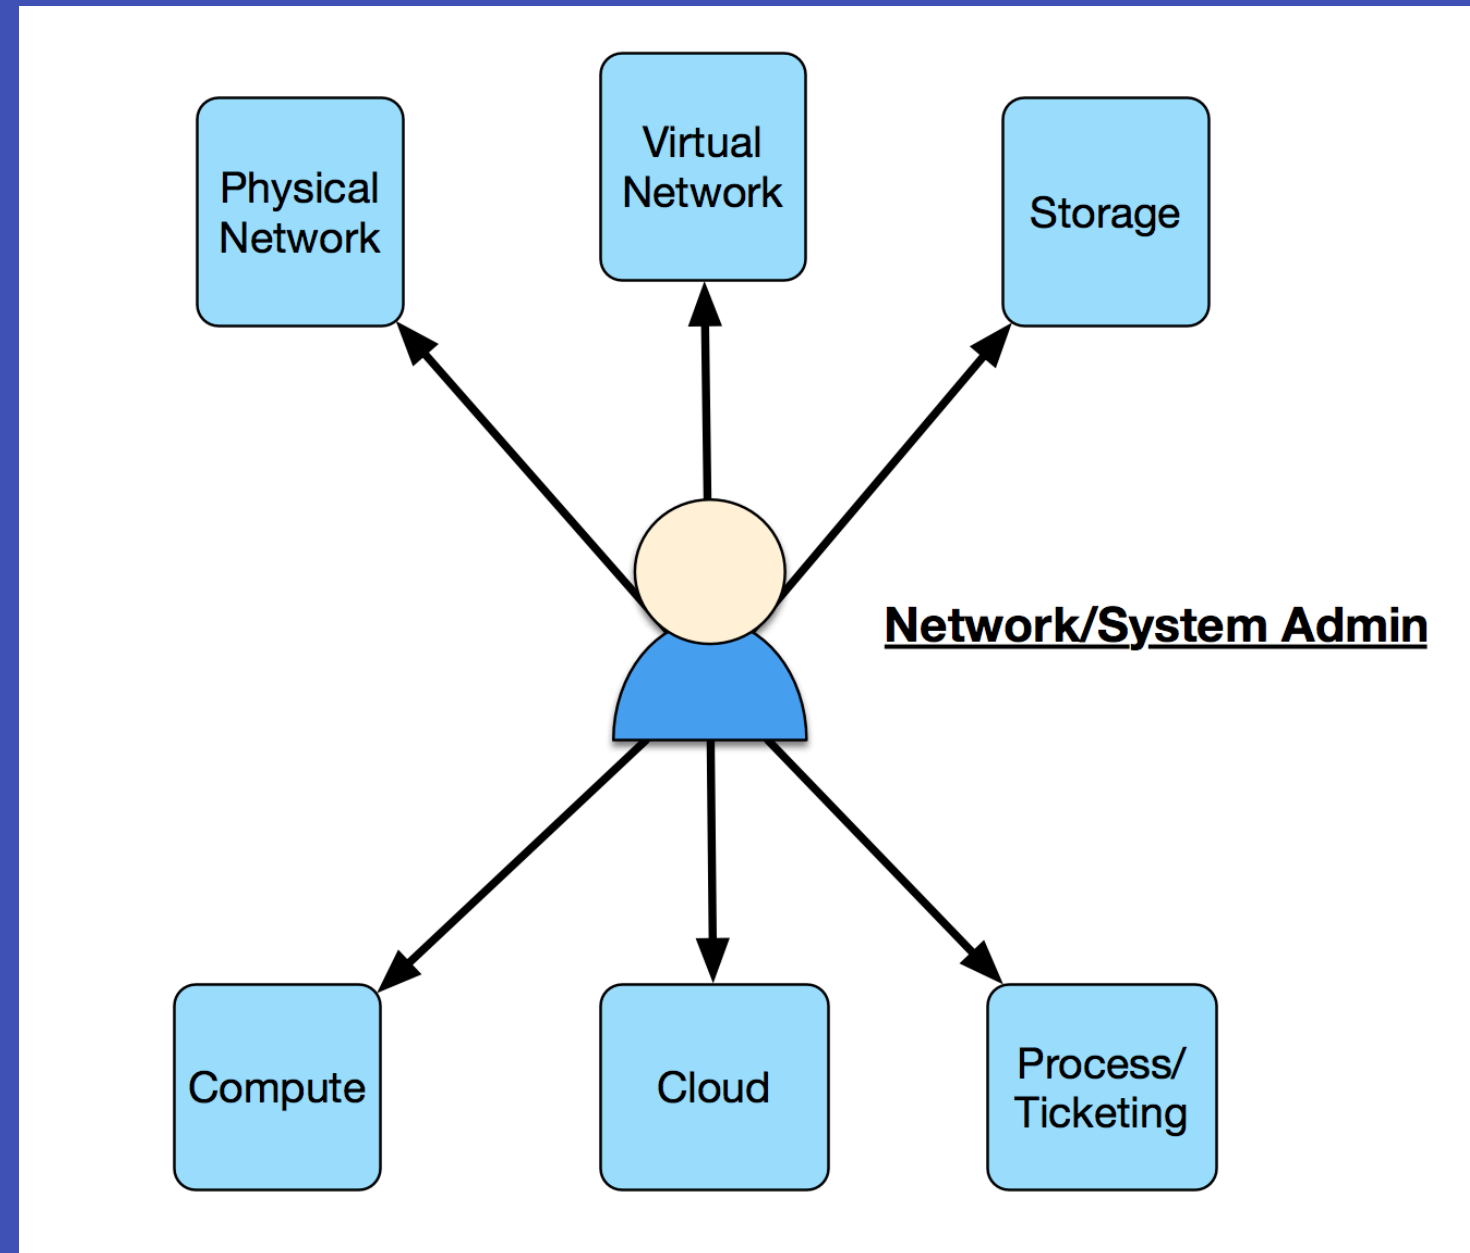 Physical
Network
Virtual
Network
Storage
Network/System Admin
Compute
Cloud
Process/
Ticketing